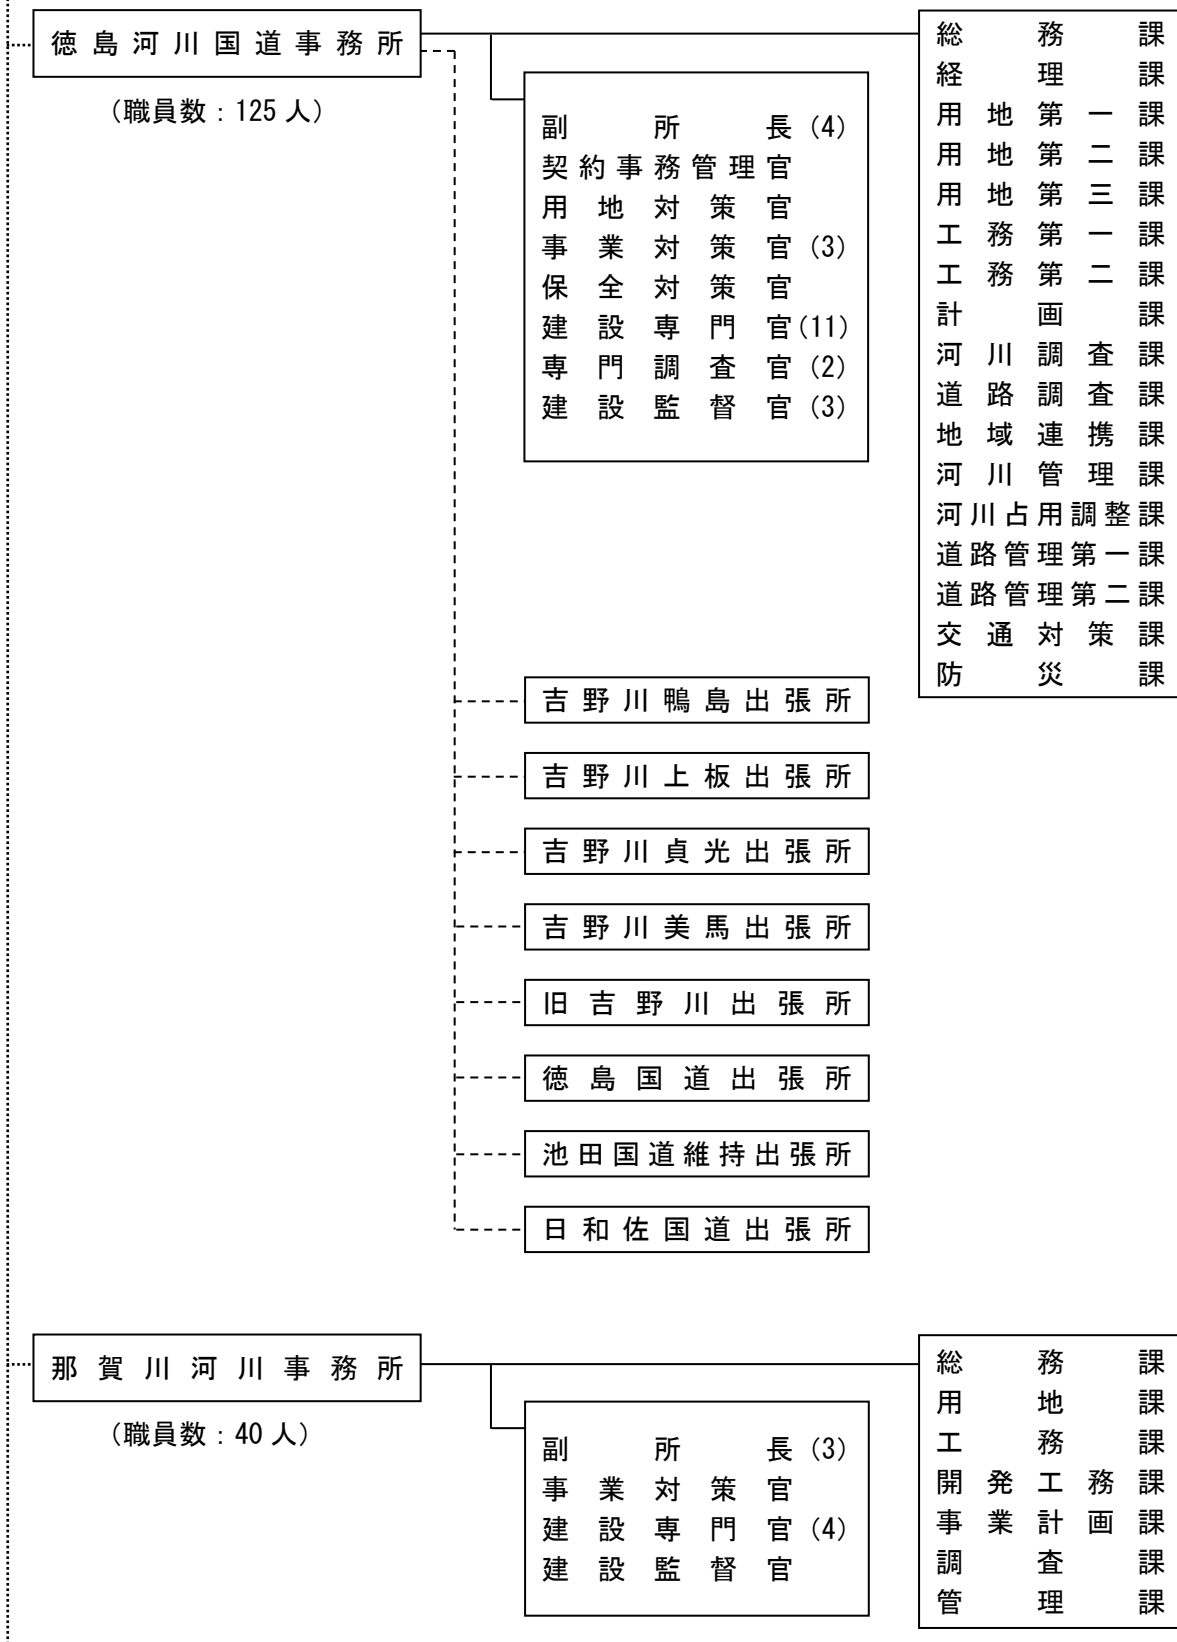 徳島河川国道事務所
（職員数：125 人）
副所長（4）
契約事務管理官
用地対策官
事業対策官（3）
保全対策官
建設専門官（11）
専門調査官（2）
建設監督官（3）
総務課
経理課
用地第一課
用地第二課
用地第三課
工務第一課
工務第二課
計画課
河川調査課
道路調査課
地域連携課
河川管理課
河川占用調整課
道路管理第一課
道路管理第二課
交通対策課
防災課
吉野川鴨島出張所
吉野川上板出張所
吉野川貞光出張所
吉野川美馬出張所
旧吉野川出張所
徳島国道出張所
池田国道維持出張所
日和佐国道出張所
那賀川河川事務所
（職員数：40 人）
副所長（3）
事業対策官
建設専門官（4）
建設監督官
総務課
用地課
工務課
開発工務課
事業計画課
調査課
管理課